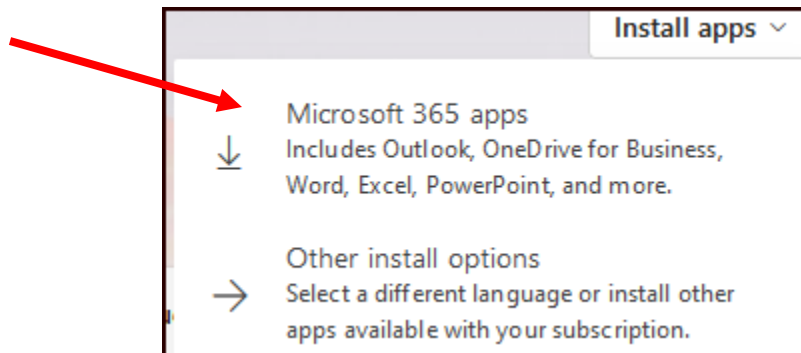 Install apps
Microsoft 365 apps
Includes Outlook, OneDrive for Business,
Word, Excel, PowerPoint, and more.
Other install options
Select a different language or install other
apps available with your subscription.